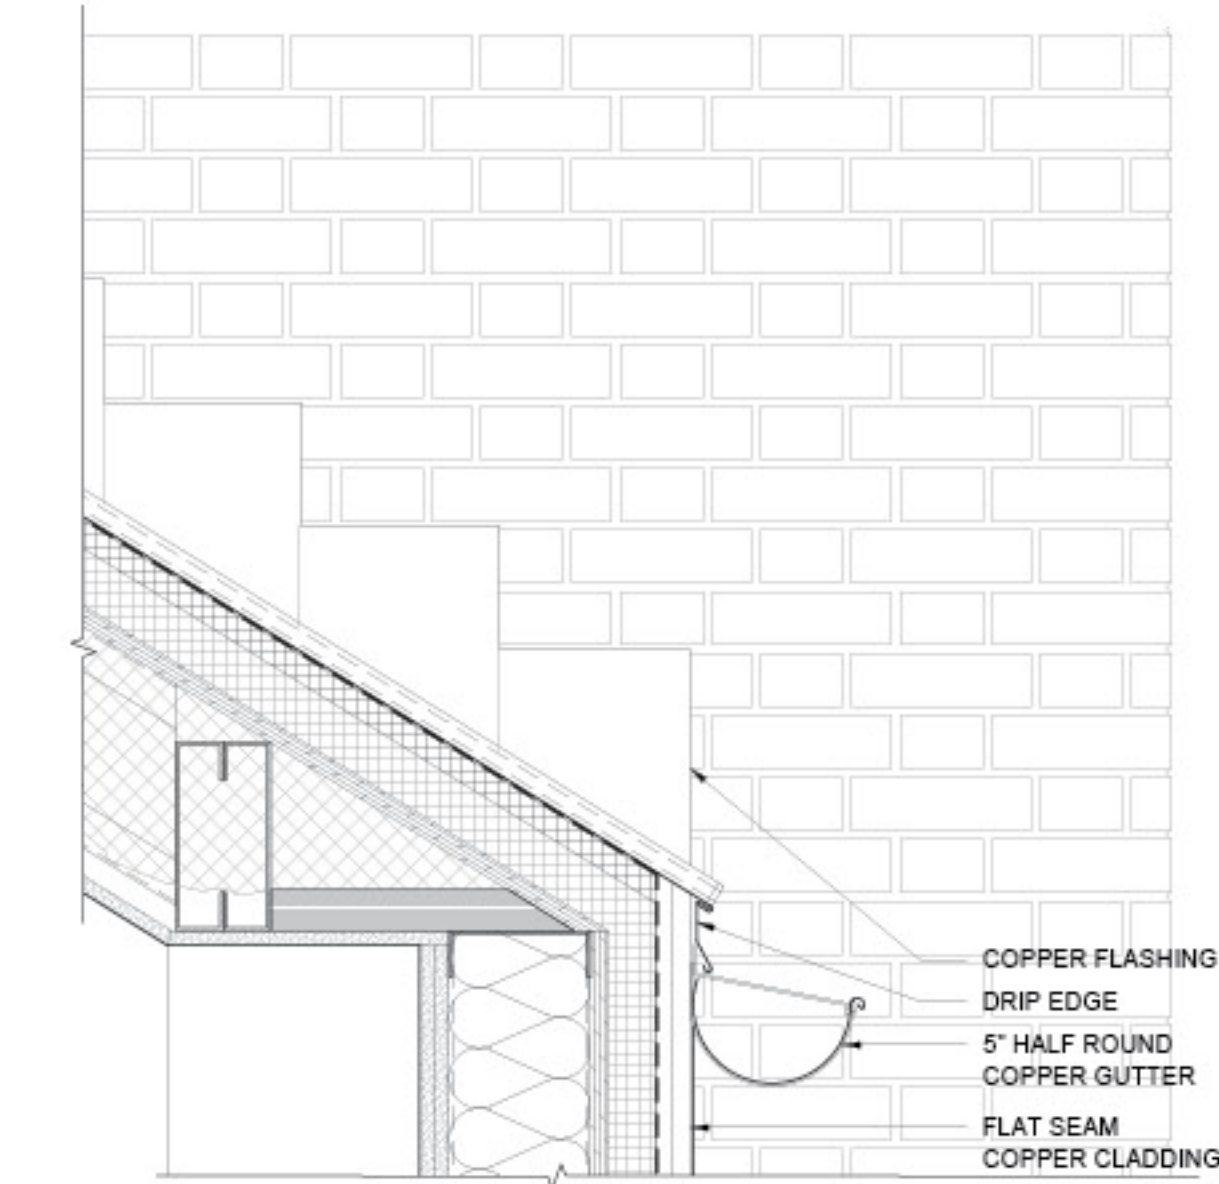 COPPER FLASHING
DRIP EDGE
5" HALF ROUND
COPPER GUTTER
FLAT SEAM
COPPER CLADDING